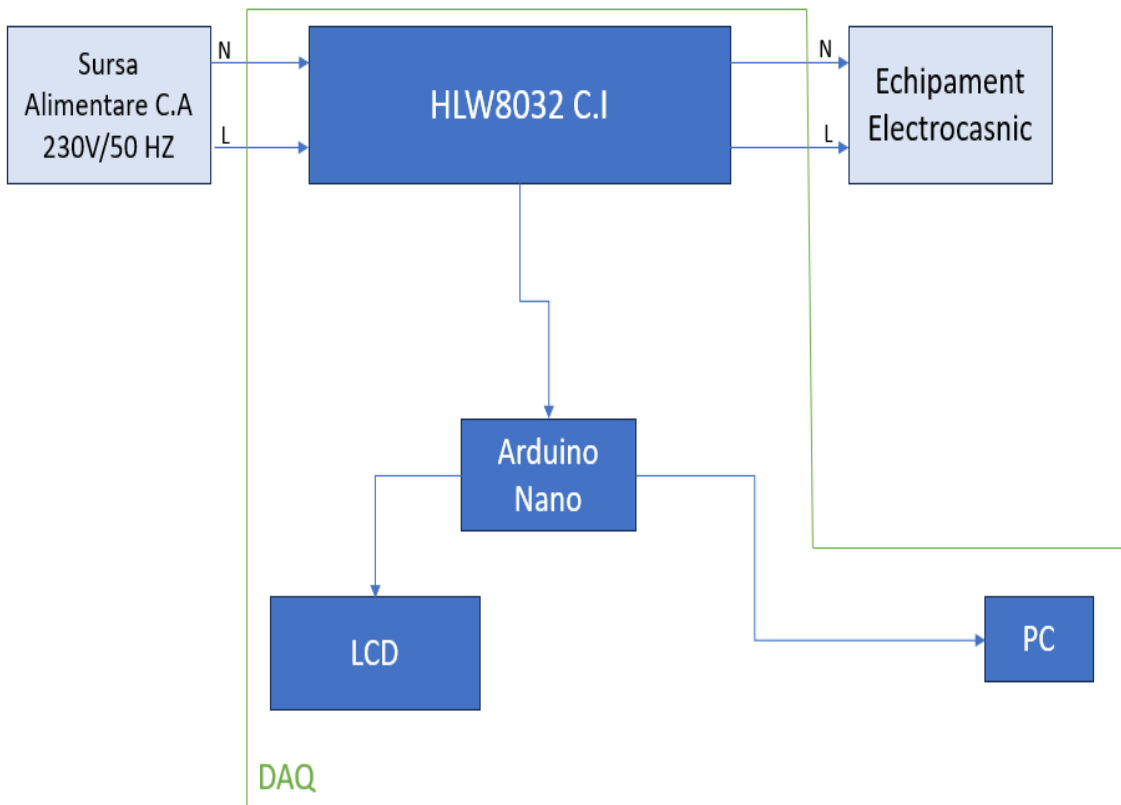 Sursa
Alimentare C.A
230V/50 HZ
N
L
HLW8032 C.I
N
L
Echipament
Electrocasnic
Arduino
Nano
LCD
PC
DAQ